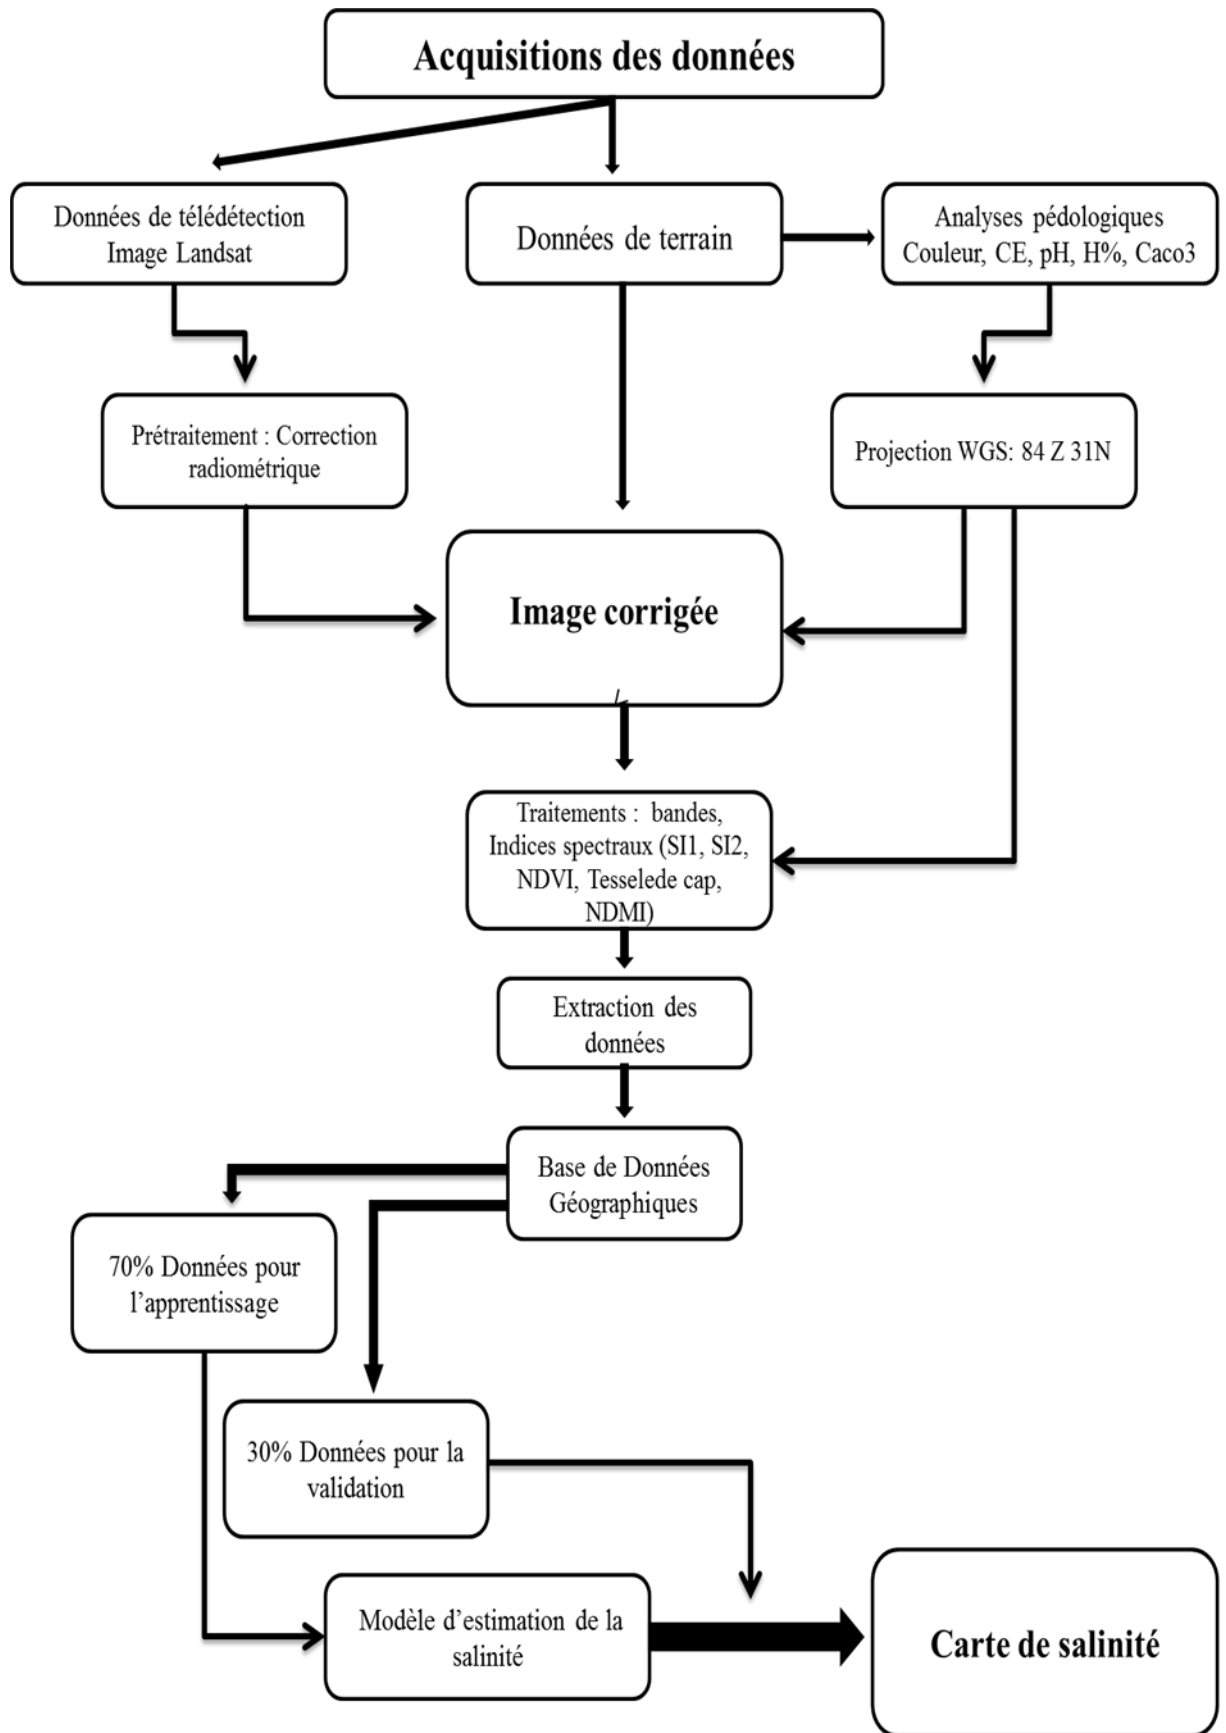 Acquisitions des données
Données de télédétection
Image Landsat
Données de terrain
Analyses pédologiques
Couleur, CE, pH, H%, Caco3
Prétraitement : Correction
radiométrique
Projection WGS: 84 Z 31N
Image corrigée
Traitements : bandes,
Indices spectraux (SI1, SI2,
NDVI, Tesselede cap,
NDMI)
Extraction des
données
Base de Données
Géographiques
70% Données pour
l’apprentissage
30% Données pour la
validation
Modèle d’estimation de la
salinité
Carte de salinité